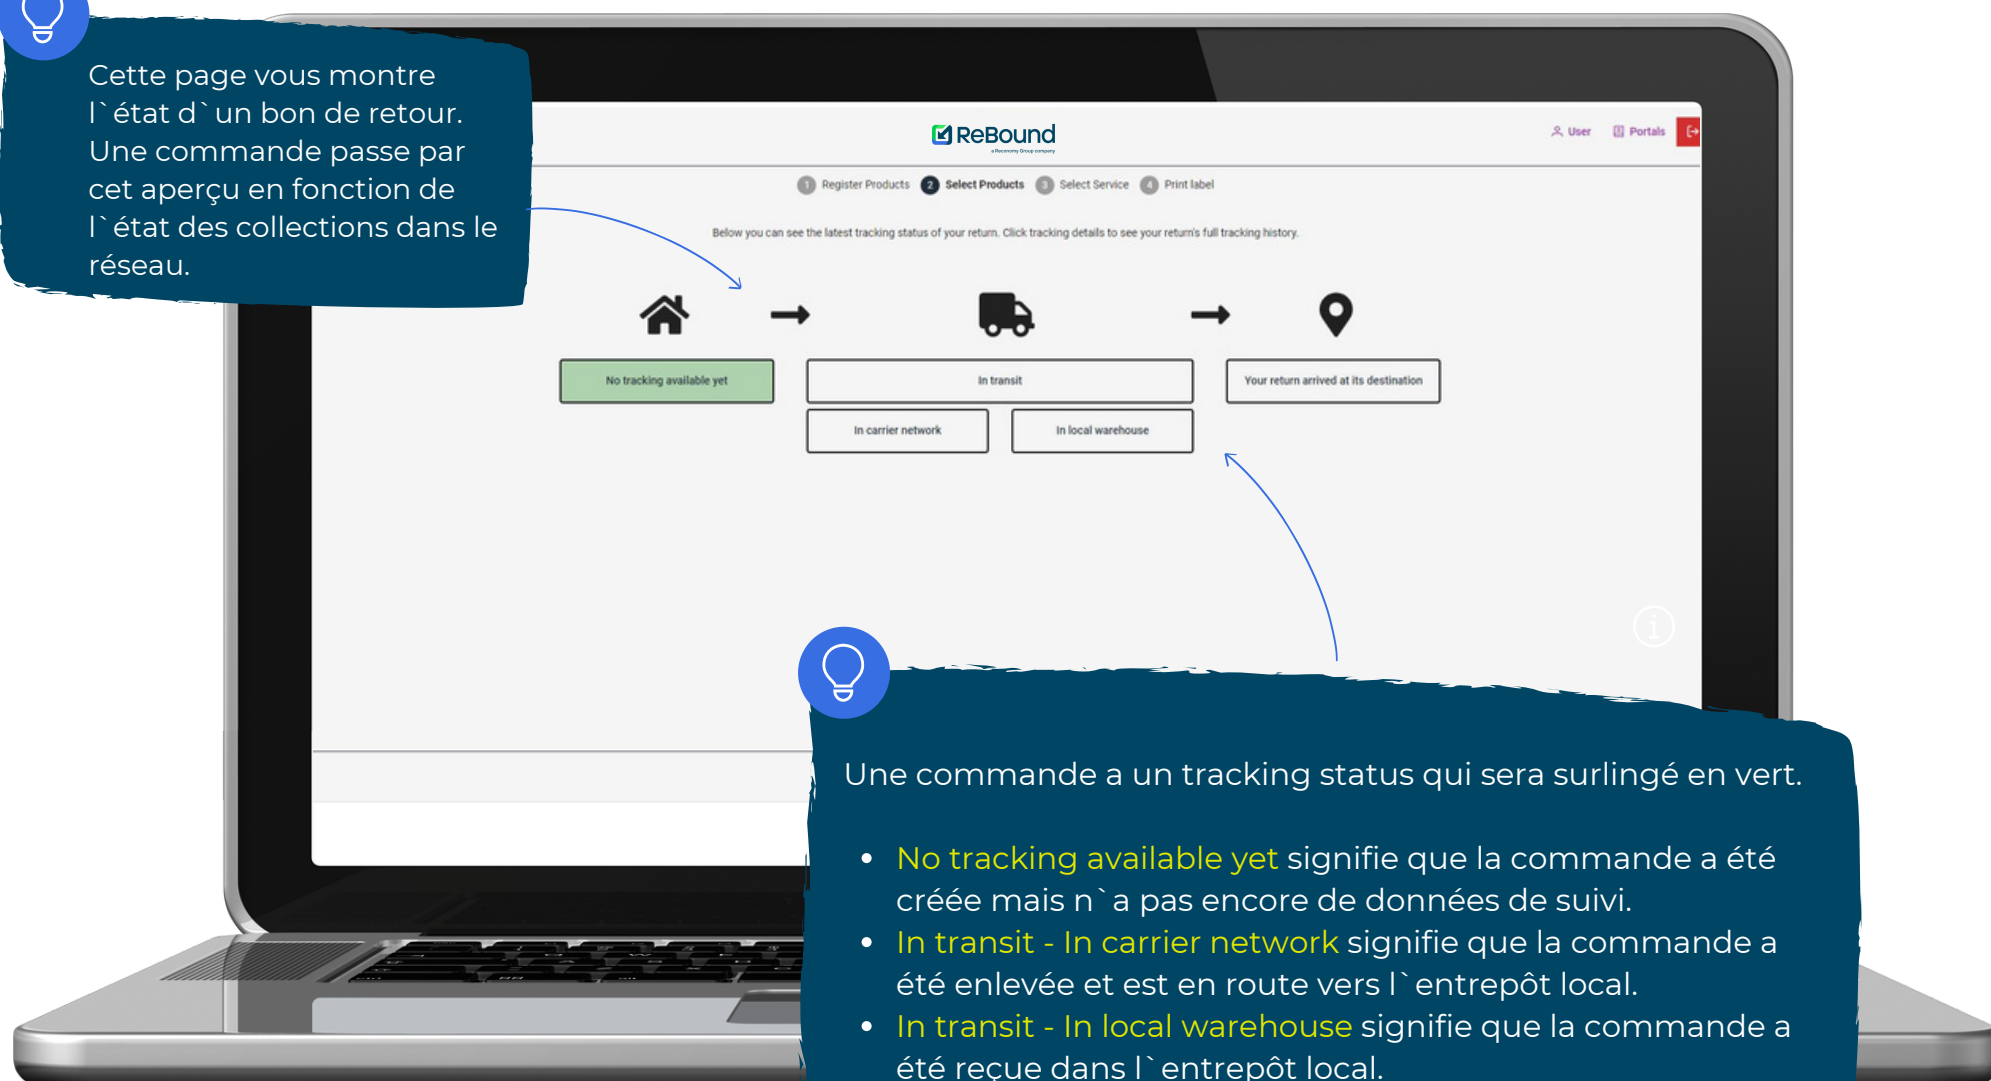 Cette page vous montre
l`état d`un bon de retour.
Une commande passe par
cet aperçu en fonction de
l`état des collections dans le
réseau.
ReBound
a Reconomy Group company
User Portals
1 Register Products 2 Select Products 3 Select Service 4 Print label
Below you can see the latest tracking status of your return. Click tracking details to see your return's full tracking history.
No tracking available yet
In transit
Your return arrived at its destination
In carrier network
In local warehouse
Une commande a un tracking status qui sera surlingé en vert.
• No tracking available yet signifie que la commande a été
créée mais n`a pas encore de données de suivi.
• In transit - In carrier network signifie que la commande a
été enlevée et est en route vers l`entrepôt local.
• In transit - In local warehouse signifie que la commande a
été reçue dans l`entrepôt local.